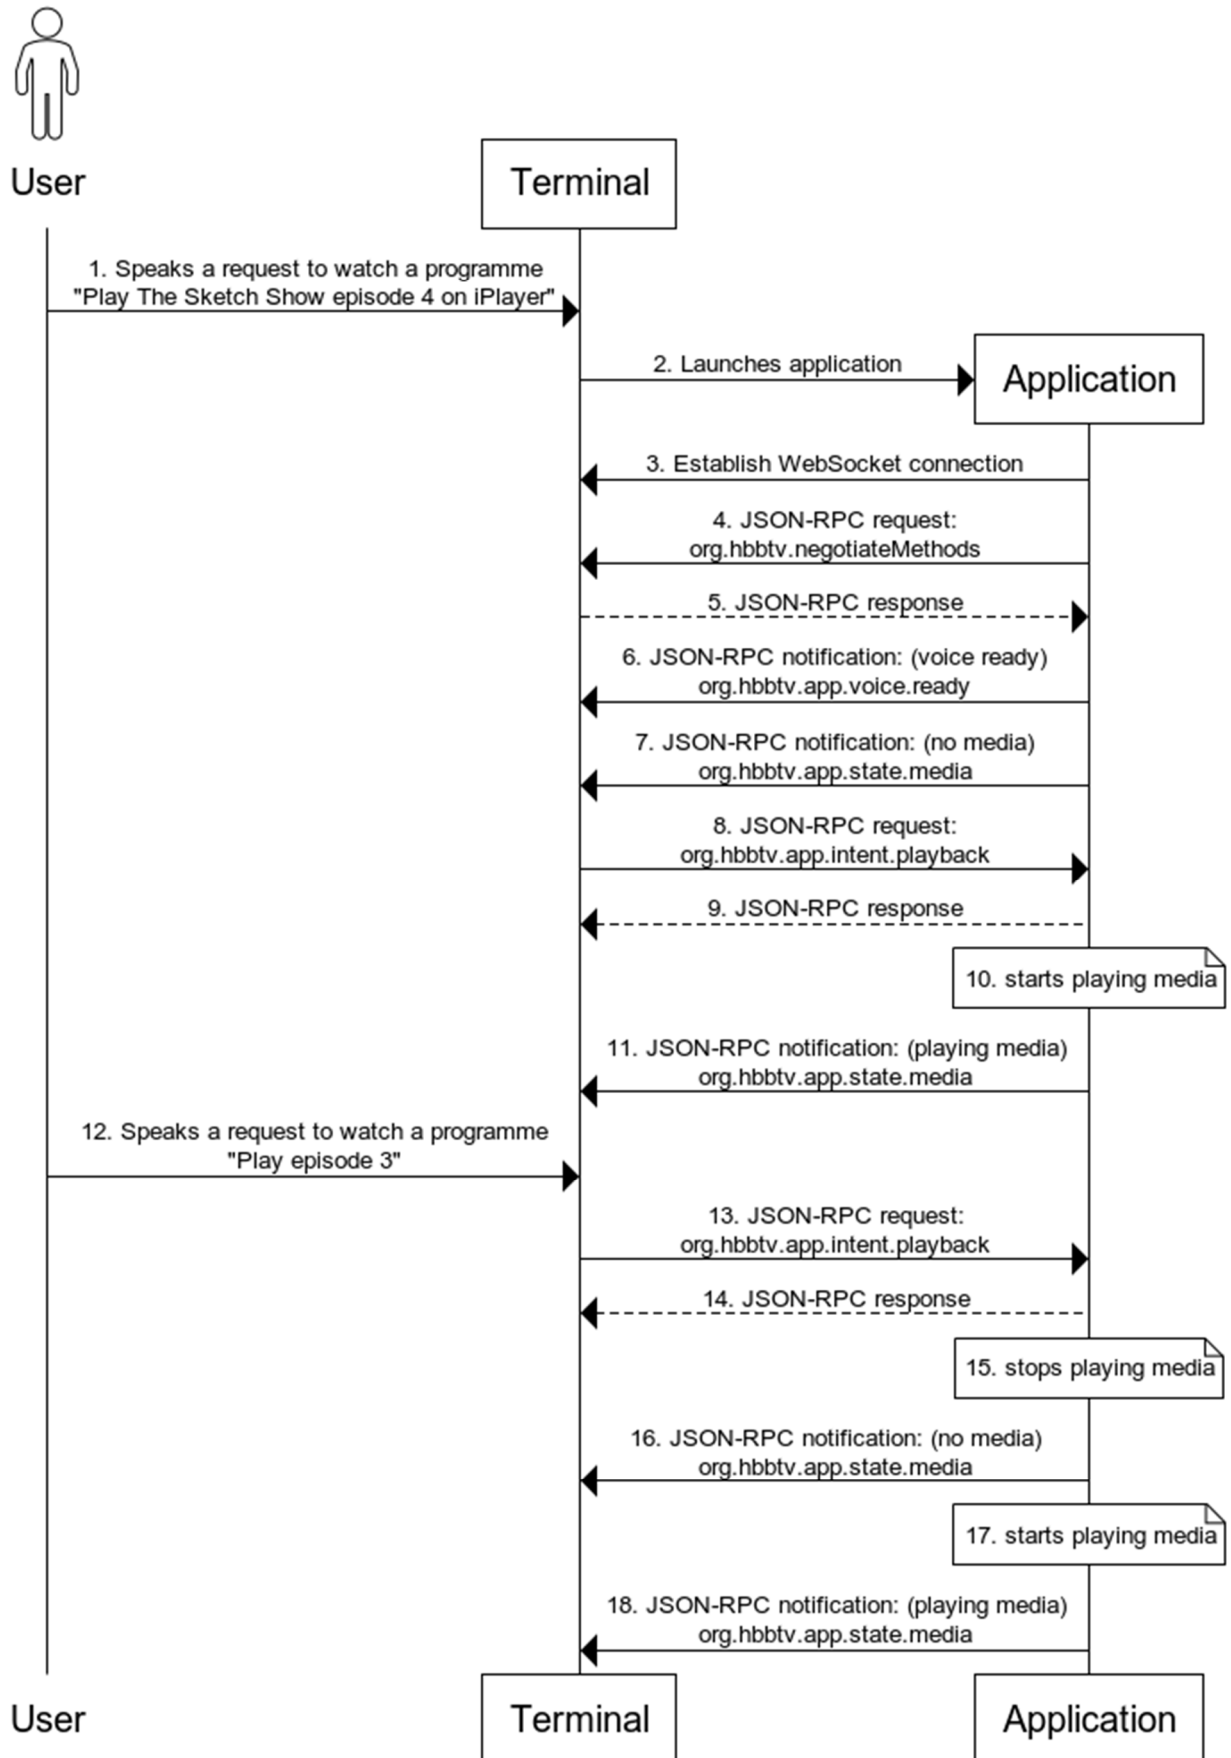 User
Terminal
1. Speaks a request to watch a programme
"Play The Sketch Show episode 4 on iPlayer"
2. Launches application
Application
3. Establish WebSocket connection
4. JSON-RPC request:
org.hbbtv.negotiateMethods
5. JSON-RPC response
6. JSON-RPC notification: (voice ready)
org.hbbtv.app.voice.ready
7. JSON-RPC notification: (no media)
org.hbbtv.app.state.media
8. JSON-RPC request:
org.hbbtv.app.intent.playback
9. JSON-RPC response
10. starts playing media
11. JSON-RPC notification: (playing media)
org.hbbtv.app.state.media
12. Speaks a request to watch a programme
"Play episode 3"
13. JSON-RPC request:
org.hbbtv.app.intent.playback
14. JSON-RPC response
15. stops playing media
16. JSON-RPC notification: (no media)
org.hbbtv.app.state.media
17. starts playing media
18. JSON-RPC notification: (playing media)
org.hbbtv.app.state.media
User
Terminal
Application